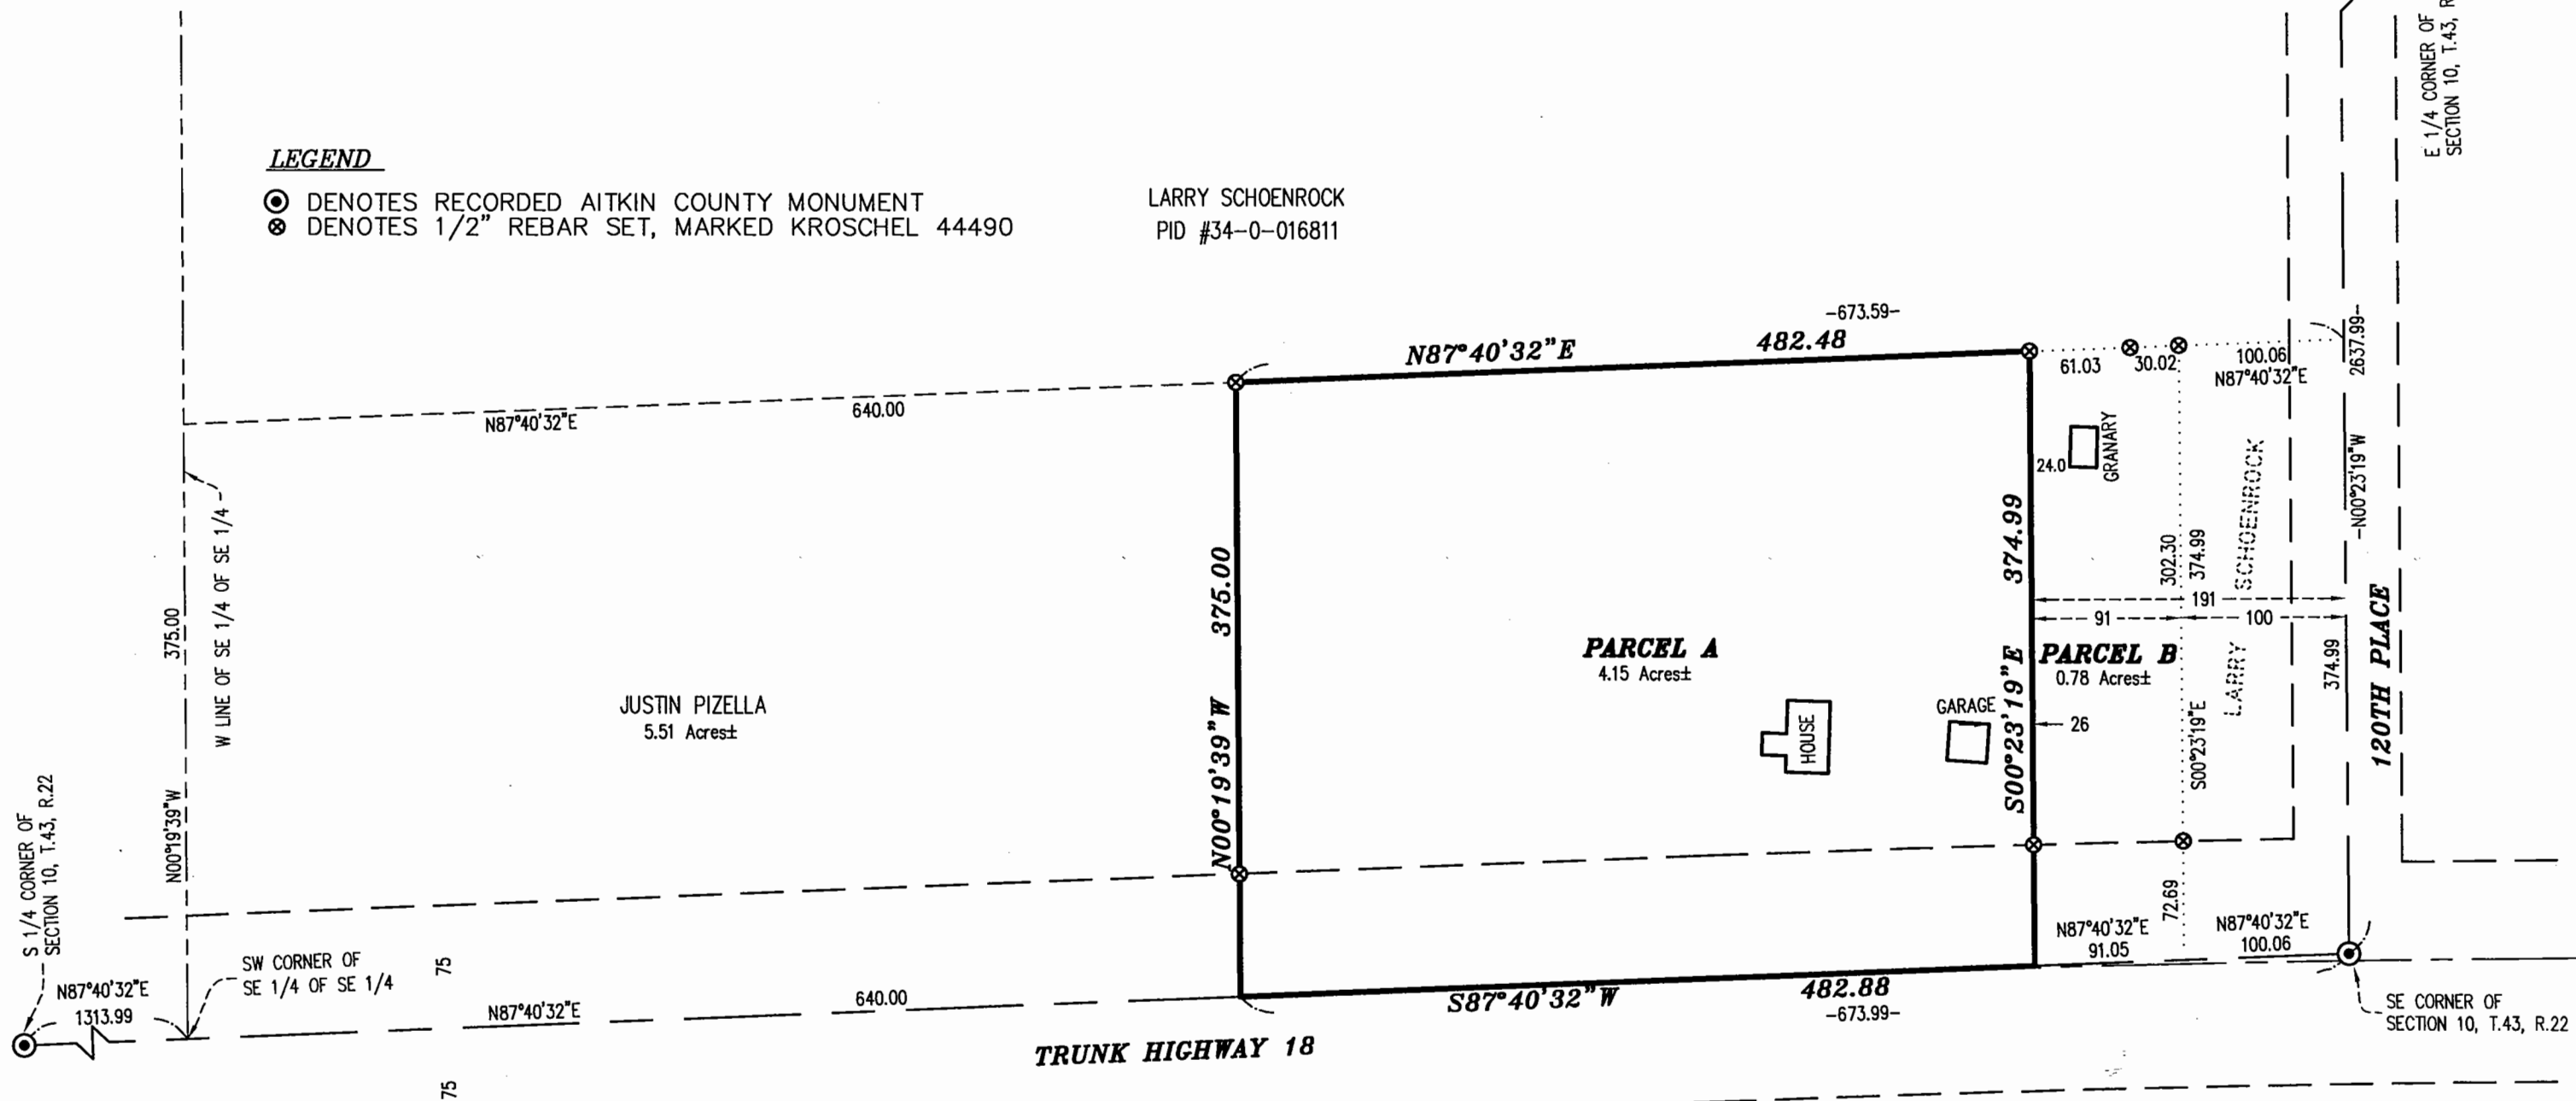 LEGEND
DENOTES RECORDED AITKIN COUNTY MONUMENT
DENOTES 1/2" REBAR SET, MARKED KROSCHEL 44490
LARRY SCHOENROCK
PID #34-0-016811
E 1/4 CORNER OF
SECTION 10, T.43, R
-673.59-
N87°40'32"E
482.48
61.03
30.02
100.06
N87°40'32"E
2637.99-
-N00°23'19"W
N87°40'32"E
640.00
W LINE OF SE 1/4 OF SE 1/4
375.00
N00°19'39"W
JUSTIN PIZELLA
5.51 Acres±
375.00
N00°19'39"W
PARCEL A
4.15 Acres±
HOUSE
GARAGE
374.99
S00°23'19"E
24.0
GRANARY
302.30
374.99
191
91
100
PARCEL B
0.78 Acres±
26
S00°23'19"E
LARRY SCHOENROCK
374.99
120TH PLACE
72.69
N87°40'32"E
91.05
N87°40'32"E
100.06
S 1/4 CORNER OF
SECTION 10, T.43, R.22
N87°40'32"E
1313.99
SW CORNER OF
SE 1/4 OF SE 1/4
75
N87°40'32"E
640.00
S87°40'32"W
482.88
-673.99-
SE CORNER OF
SECTION 10, T.43, R.22
TRUNK HIGHWAY 18
75